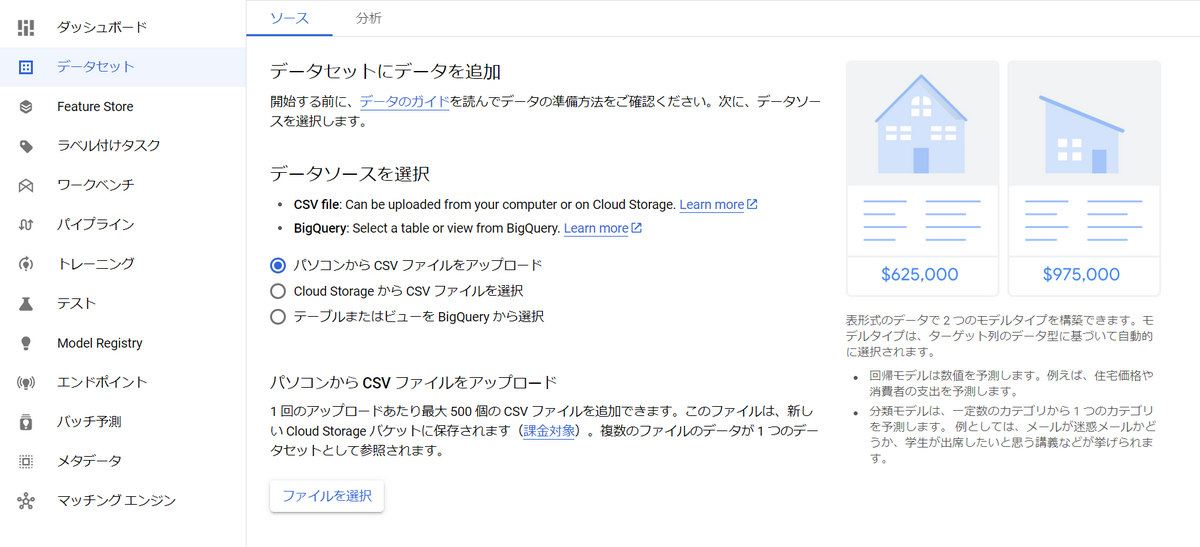 ダッシュボード
データセット
Feature Store
ラベル付けタスク
ワークベンチ
パイプライン
トレーニング
テスト
Model Registry
エンドポイント
バッチ予測
メタデータ
マッチング エンジン
ソース
分析
データセットにデータを追加
開始する前に、データのガイドを読んでデータの準備方法をご確認ください。次に、データソー
スを選択します。
データソースを選択
• CSV file: Can be uploaded from your computer or on Cloud Storage. Learn more
• BigQuery: Select a table or view from BigQuery. Learn more
パソコンから CSV ファイルをアップロード
Cloud Storage から CSV ファイルを選択
テーブルまたはビューを BigQuery から選択
パソコンから CSV ファイルをアップロード
1 回のアップロードあたり最大 500 個の CSV ファイルを追加できます。このファイルは、新し
い Cloud Storage バケットに保存されます（課金対象）。複数のファイルのデータが 1 つのデー
タセットとして参照されます。
ファイルを選択
$625,000
$975,000
表形式のデータで 2 つのモデルタイプを構築できます。モ
デルタイプは、ターゲット列のデータ型に基づいて自動的
に選択されます。
• 回帰モデルは数値を予測します。例えば、住宅価格や
消費者の支出を予測します。
• 分類モデルは、一定数のカテゴリから 1 つのカテゴリ
を予測します。 例としては、メールが迷惑メールかど
うか、学生が出席したいと思う講義などが挙げられま
す。